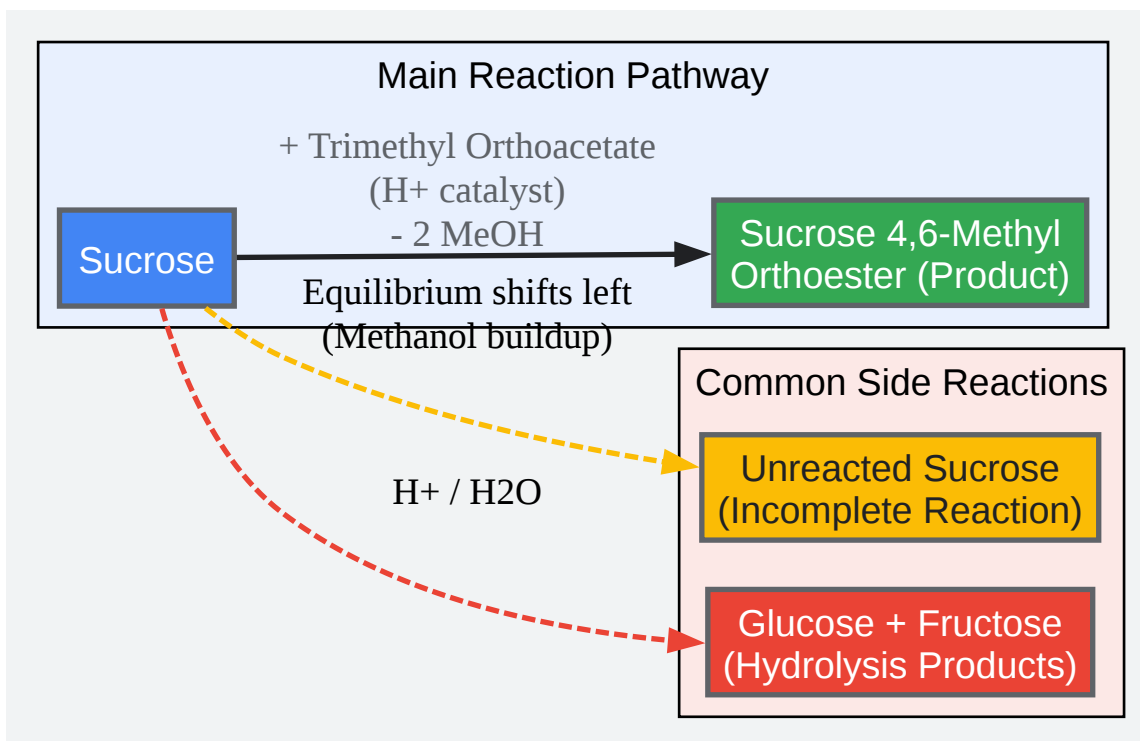 Main Reaction Pathway
+ Trimethyl Orthoacetate
(H+ catalyst)
- 2 MeOH
Sucrose
Sucrose 4,6-Methyl
Orthoester (Product)
Equilibrium shifts left
(Methanol buildup)
Common Side Reactions
Unreacted Sucrose
(Incomplete Reaction)
H+ / H2O
Glucose + Fructose
(Hydrolysis Products)